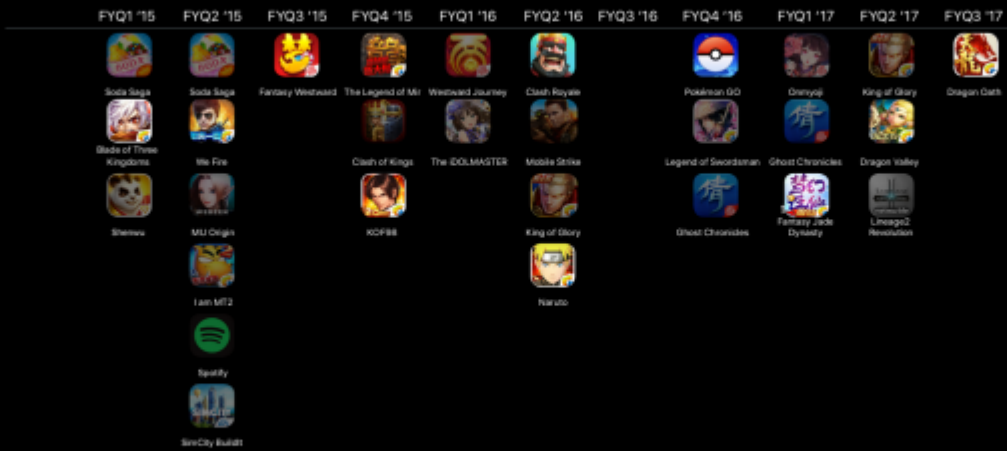 FYQ1 '15 FYQ2 '15 FYQ3 '15 FYQ4 '15 FYQ1 '16 FYQ2 '16 FYQ3 '16 FYQ4 '16 FYQ1 '17 FYQ2 '17 FYQ3 '17
Soda Saga Soda Saga Fantasy Westward The Legend of Mir Westward Journey Clash Royale Pokémon GO Onmyoji King of Glory Dragon Oath
Blade of Three
Kingdoms We Fire Clash of Kings The iDOLMASTER Mobile Strike Legend of Swordsman Ghost Chronicles Dragon Valley
Shenwu MU Origin KOF98 King of Glory Ghost Chronicles Fantasy Jade
Dynasty Lineage2
Revolution
I am MT2 Naruto
Spotify
SimCity BuildIt